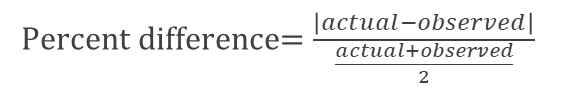 Percent difference= |actual−observed|
actual+observed
2